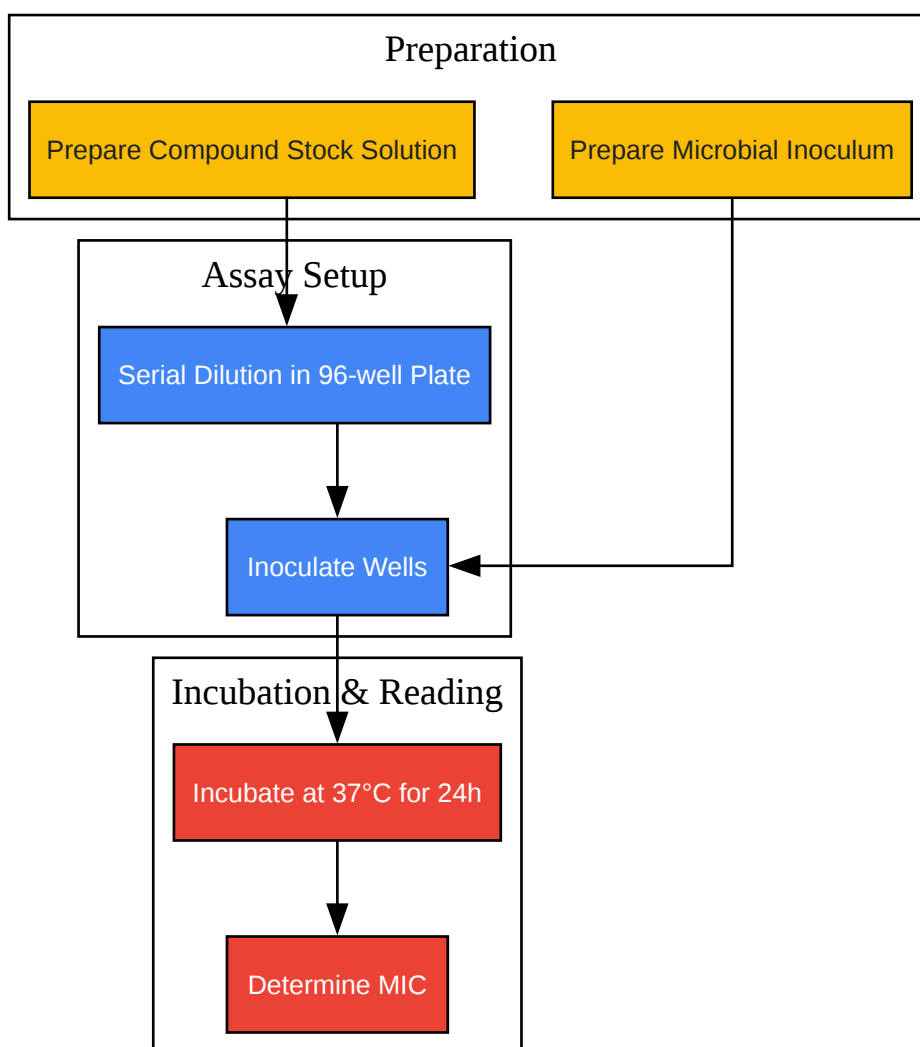 Preparation
Prepare Compound Stock Solution
Prepare Microbial Inoculum
Assay Setup
Serial Dilution in 96-well Plate
Inoculate Wells
Incubation & Reading
Incubate at 37°C for 24h
Determine MIC